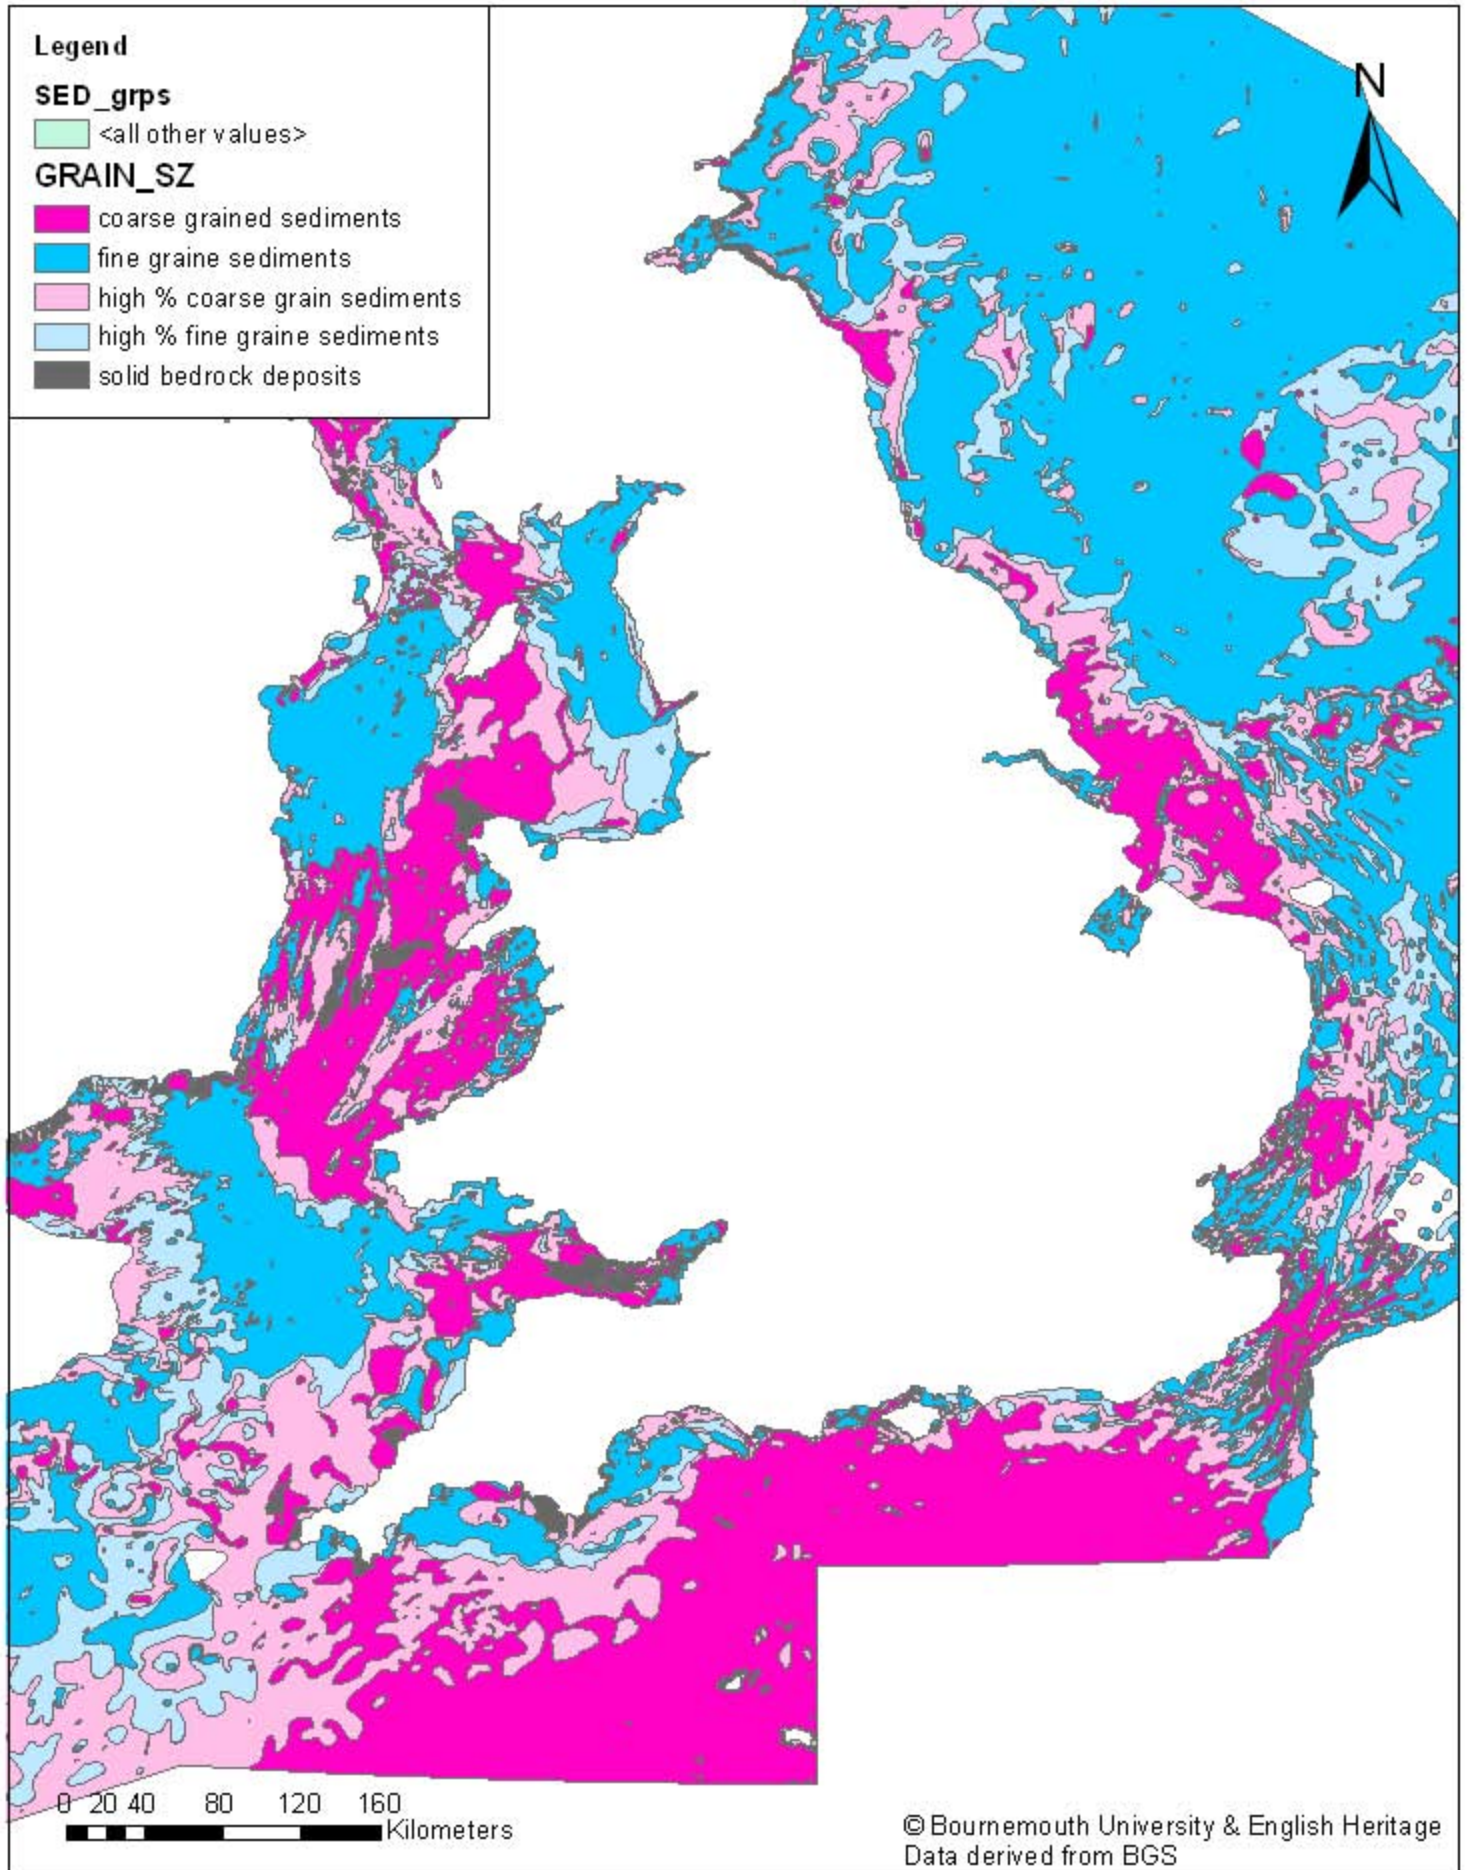 Legend
SED_grps
<all other values>
GRAIN_SZ
coarse grained sediments
fine graine sediments
high % coarse grain sediments
high % fine graine sediments
solid bedrock deposits
N
0 20 40 80 120 160
Kilometers
© Bournemouth University & English Heritage
Data derived from BGS